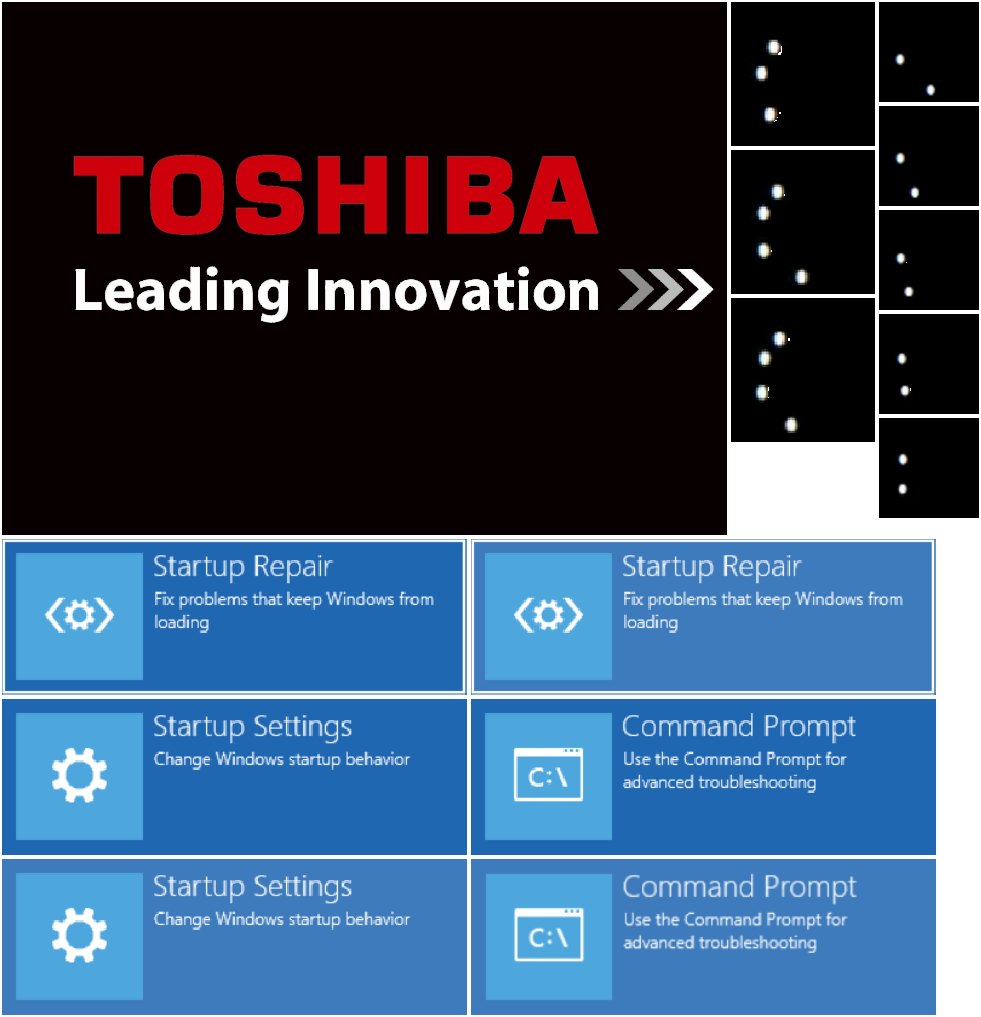 TOSHIBA
Leading Innovation
Startup Repair
Fix problems that keep Windows from
loading
Startup Repair
Fix problems that keep Windows from
loading
Startup Settings
Change Windows startup behavior
C:\
Command Prompt
Use the Command Prompt for
advanced troubleshooting
Startup Settings
Change Windows startup behavior
C:\
Command Prompt
Use the Command Prompt for
advanced troubleshooting